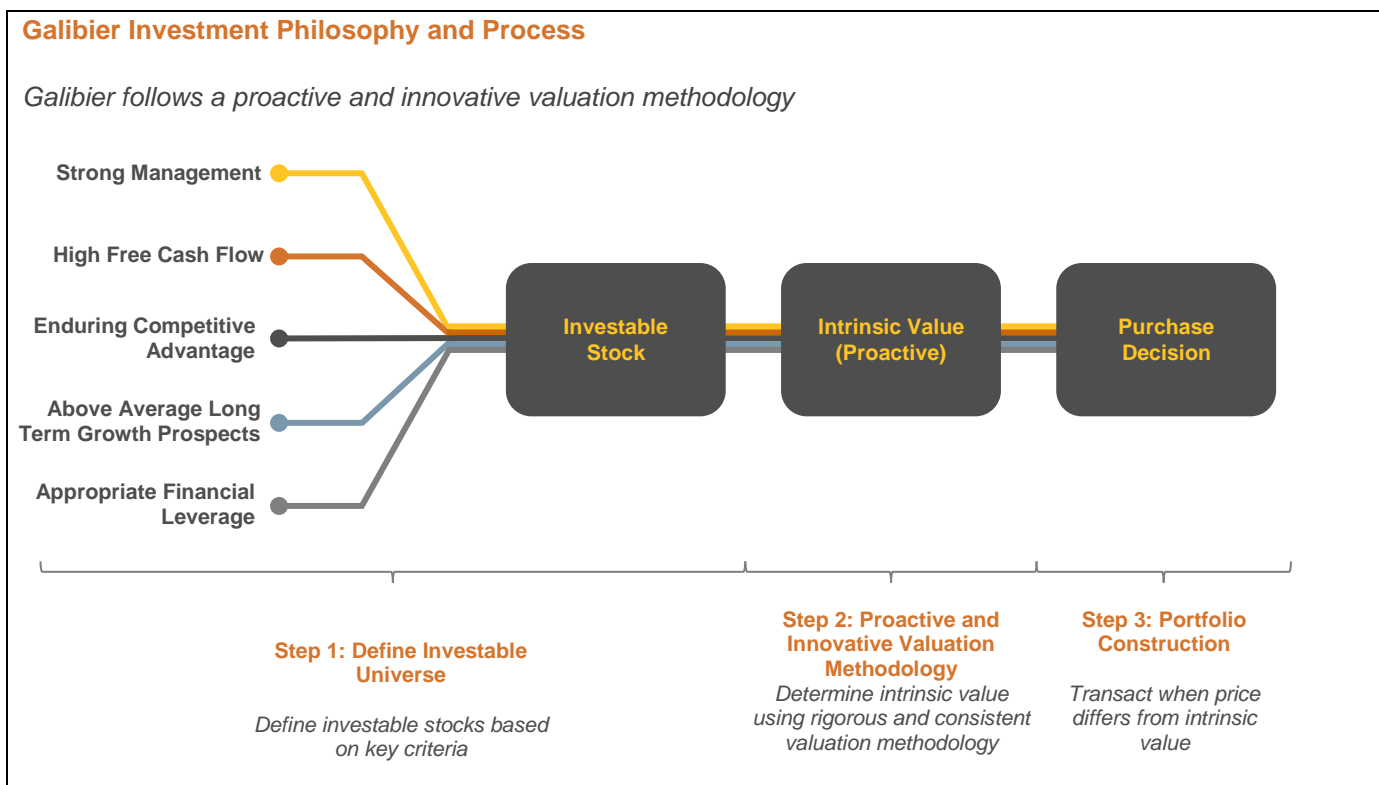 Galibier Investment Philosophy and Process
Galibier follows a proactive and innovative valuation methodology
Strong Management
High Free Cash Flow
Enduring Competitive
Advantage
Above Average Long
Term Growth Prospects
Appropriate Financial
Leverage
Investable
Stock
Intrinsic Value
(Proactive)
Purchase
Decision
Step 1: Define Investable
Universe
Define investable stocks based
on key criteria
Step 2: Proactive and
Innovative Valuation
Methodology
Determine intrinsic value
using rigorous and consistent
valuation methodology
Step 3: Portfolio
Construction
Transact when price
differs from intrinsic
value